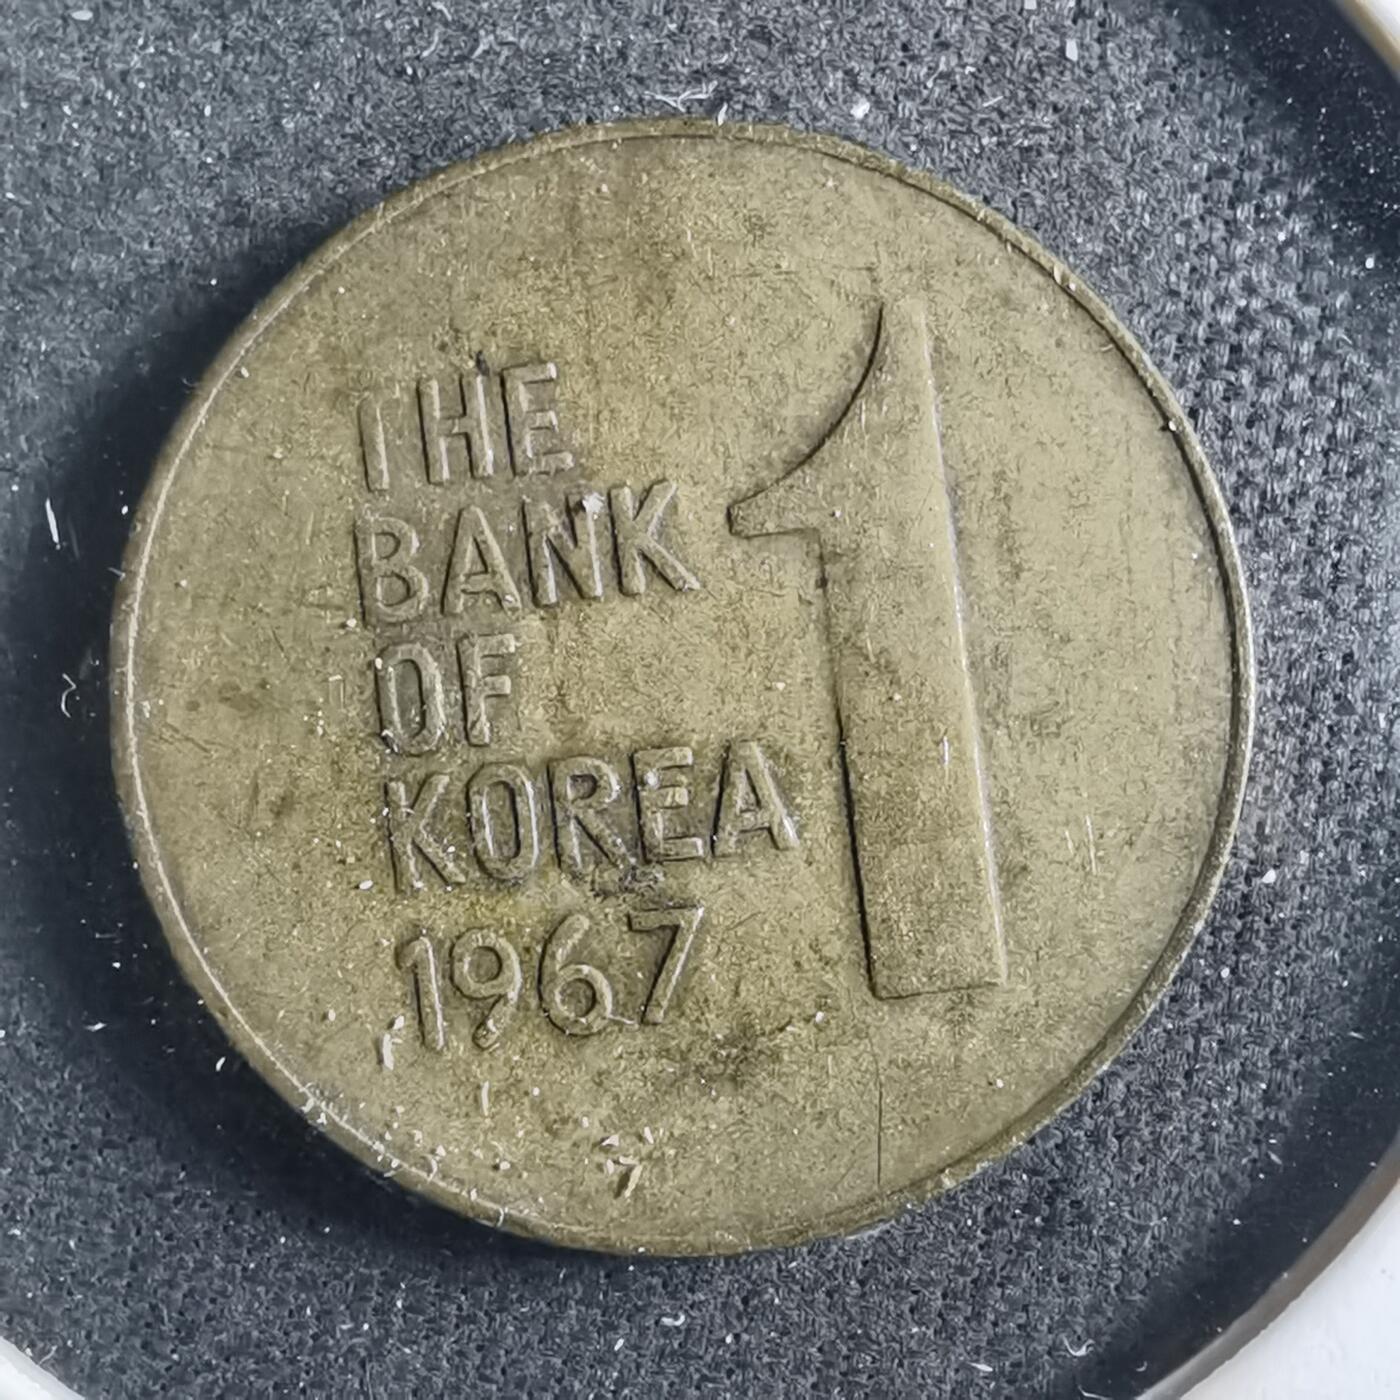 THE
BANK
OF
KOREA
1967
1